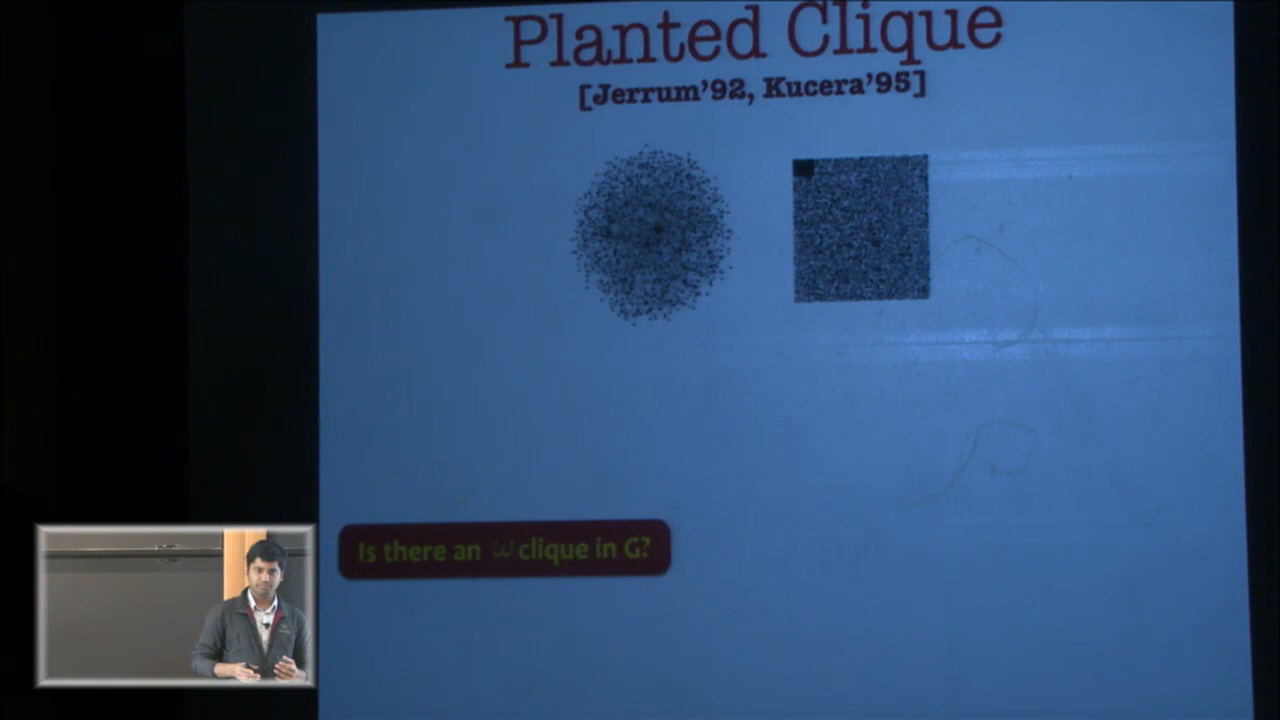 Planted Clique
[Jerrum'92, Kucera'95]
Is there an ω clique in G?